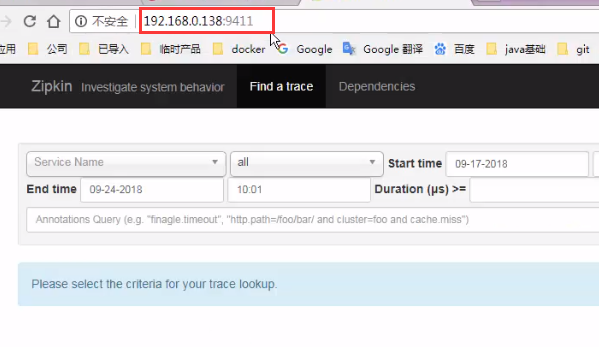 不安全 192.168.0.138:9411
应用 公司 已导入 临时产品 docker Google Google 翻译 百度 java基础 git
Zipkin Investigate system behavior Find a trace Dependencies
Service Name all Start time 09-17-2018
End time 09-24-2018 10:01 Duration (μs) >=
Annotations Query (e.g. "finagle.timeout", "http.path=/foo/bar/ and cluster=foo and cache.miss")
Please select the criteria for your trace lookup.